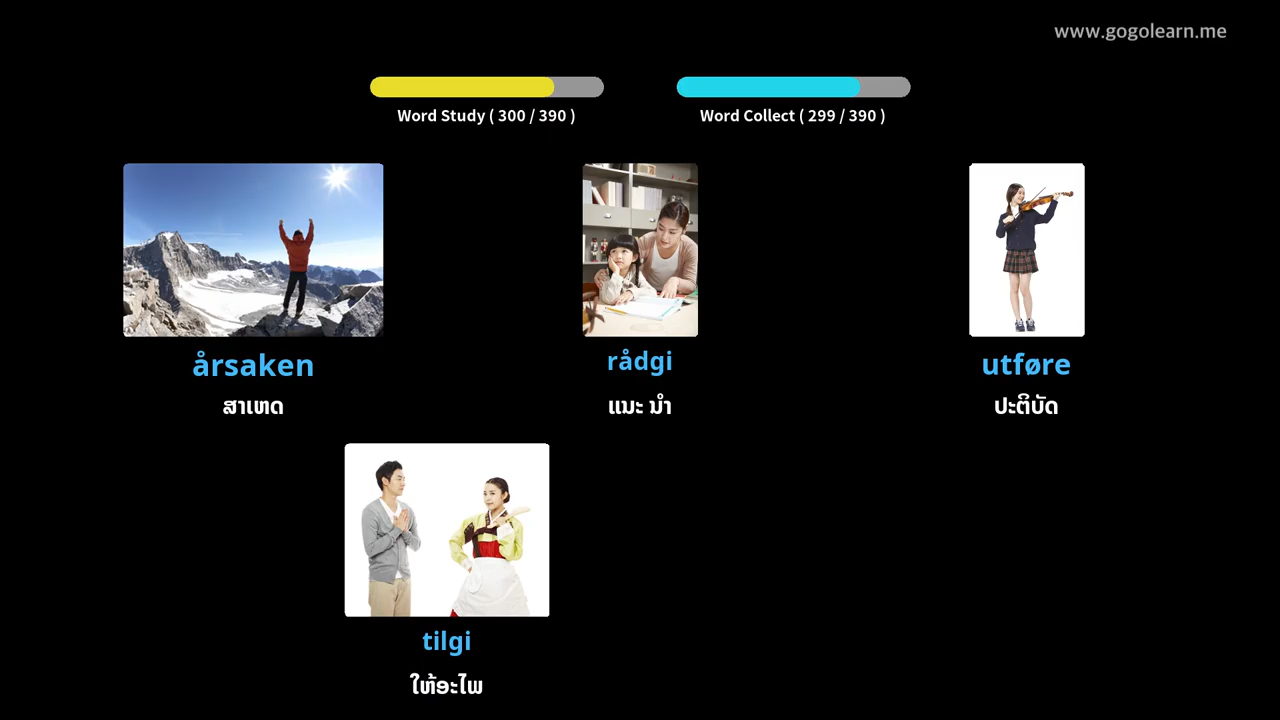 www.gogolearn.me
Word Study ( 300 / 390 )
Word Collect ( 299 / 390 )
årsaken
rådgi
utføre
ສາເຫດ
ແນະ ນຳ
ປະຕິບັດ
tilgi
ໃຫ້ອະໄພ